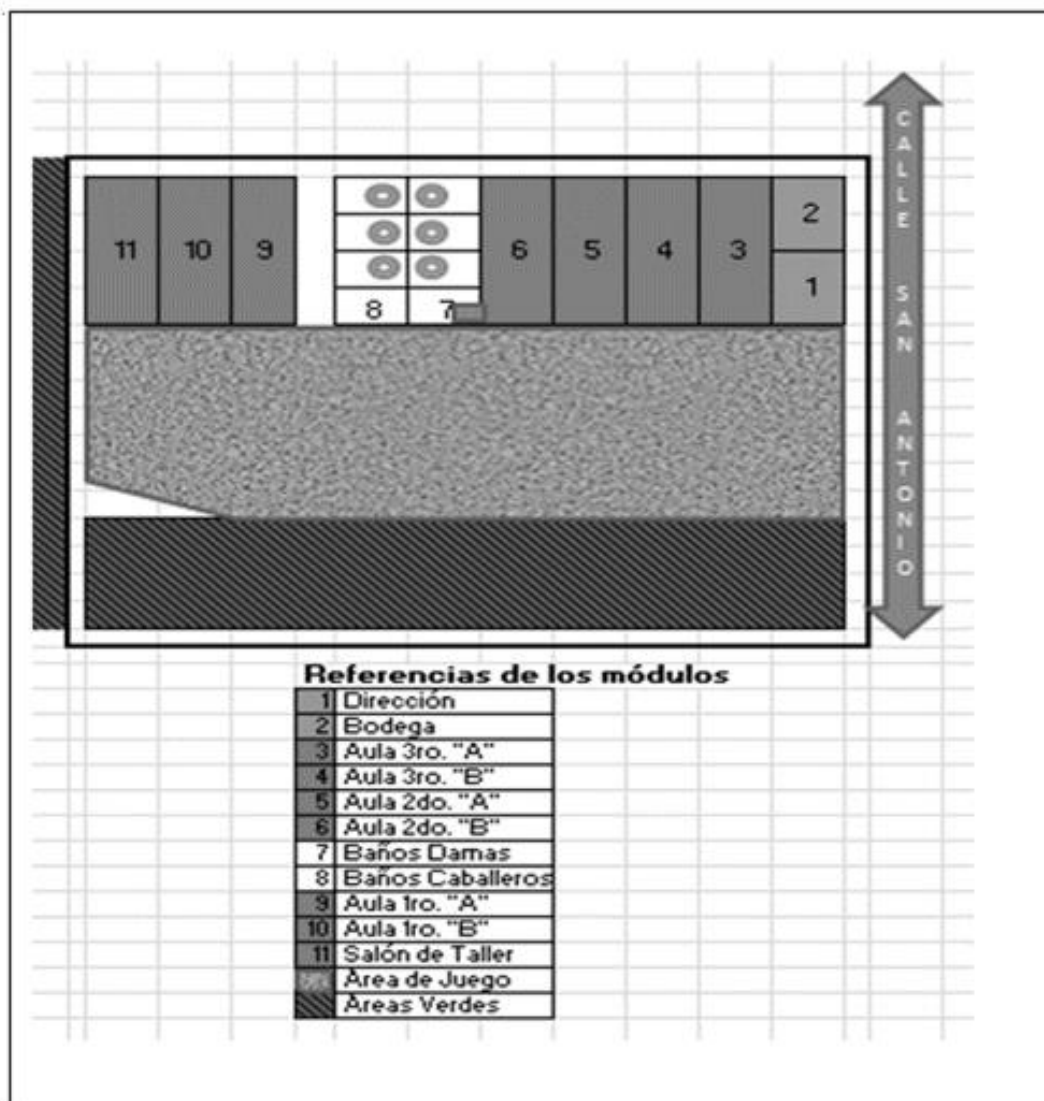 CALLE SAN ANTONIO
11 10 9 8 7 6 5 4 3 2
1
Referencias de los módulos
1 Dirección
2 Bodega
3 Aula 3ro. "A"
4 Aula 3ro. "B"
5 Aula 2do. "A"
6 Aula 2do. "B"
7 Baños Damas
8 Baños Caballeros
9 Aula 1ro. "A"
10 Aula 1ro. "B"
11 Salón de Taller
Área de Juego
Áreas Verdes